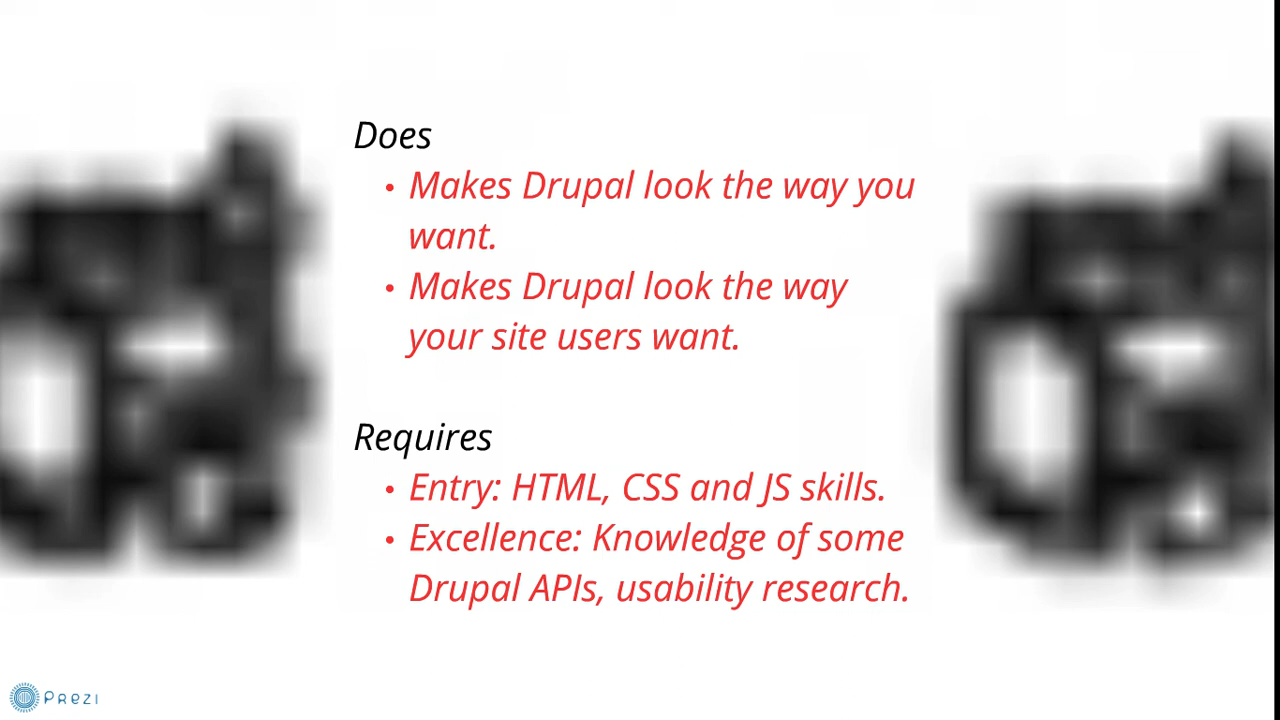 Does
• Makes Drupal look the way you
want.
• Makes Drupal look the way
your site users want.
Requires
• Entry: HTML, CSS and JS skills.
• Excellence: Knowledge of some
Drupal APIs, usability research.
Prezi